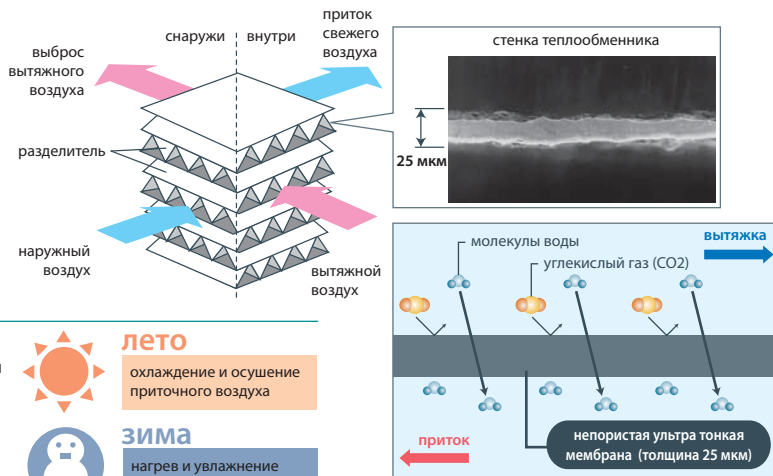 выброс
вытяжного
воздуха
снаружи
внутри
приток
свежего
воздуха
разделитель
наружный
воздух
вытяжной
воздух
стенка теплообменника
25 мкм
молекулы воды
углекислый газ (CO2)
вытяжка
приток
непористая ультра тонкая
мембрана (толщина 25 мкм)
лето
охлаждение и осушение
приточного воздуха
зима
нагрев и увлажнение